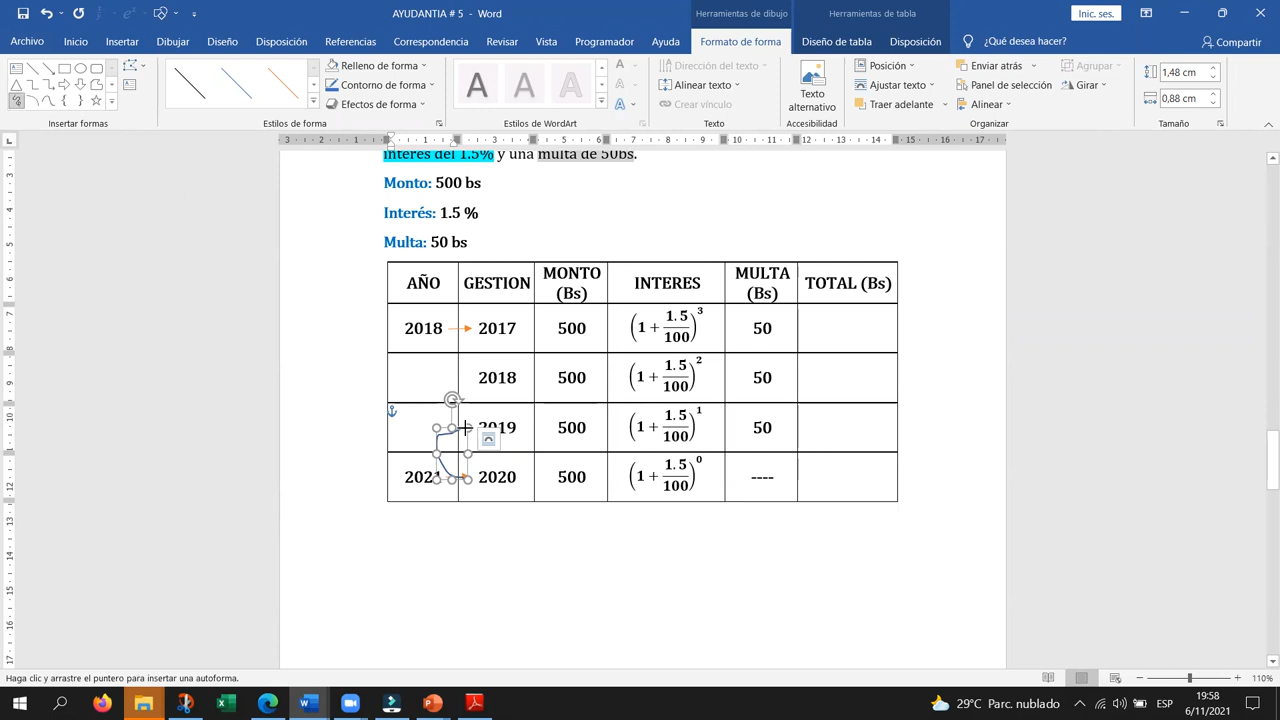 AYUDANTIA # 5 - Word
Herramientas de dibujo
Herramientas de tabla
Inic. ses.
Archivo
Inicio
Insertar
Dibujar
Diseño
Disposición
Referencias
Correspondencia
Revisar
Vista
Programador
Ayuda
Formato de forma
Diseño de tabla
Disposición
¿Qué desea hacer?
Compartir
Relleno de forma
Contorno de forma
Efectos de forma
Dirección del texto
Alinear texto
Crear vínculo
Texto
alternativo
Posición
Ajustar texto
Traer adelante
Enviar atrás
Panel de selección
Alinear
Agrupar
Girar
1,48 cm
0,88 cm
Insertar formas
Estilos de forma
Estilos de WordArt
Texto
Accesibilidad
Organizar
Tamaño
interés del 1.5% y una multa de 50bs.
Monto: 500 bs
Interés: 1.5 %
Multa: 50 bs
AÑO GESTION MONTO (Bs) INTERES MULTA (Bs) TOTAL (Bs)
2018 2017 500 (1 + 1.5/100)^3 50
2018 500 (1 + 1.5/100)^2 50
2019 500 (1 + 1.5/100)^1 50
2021 2020 500 (1 + 1.5/100)^0 ----
Haga clic y arrastre el puntero para insertar una autoforma.
110%
29°C Parc. nublado
ESP
19:58
6/11/2021